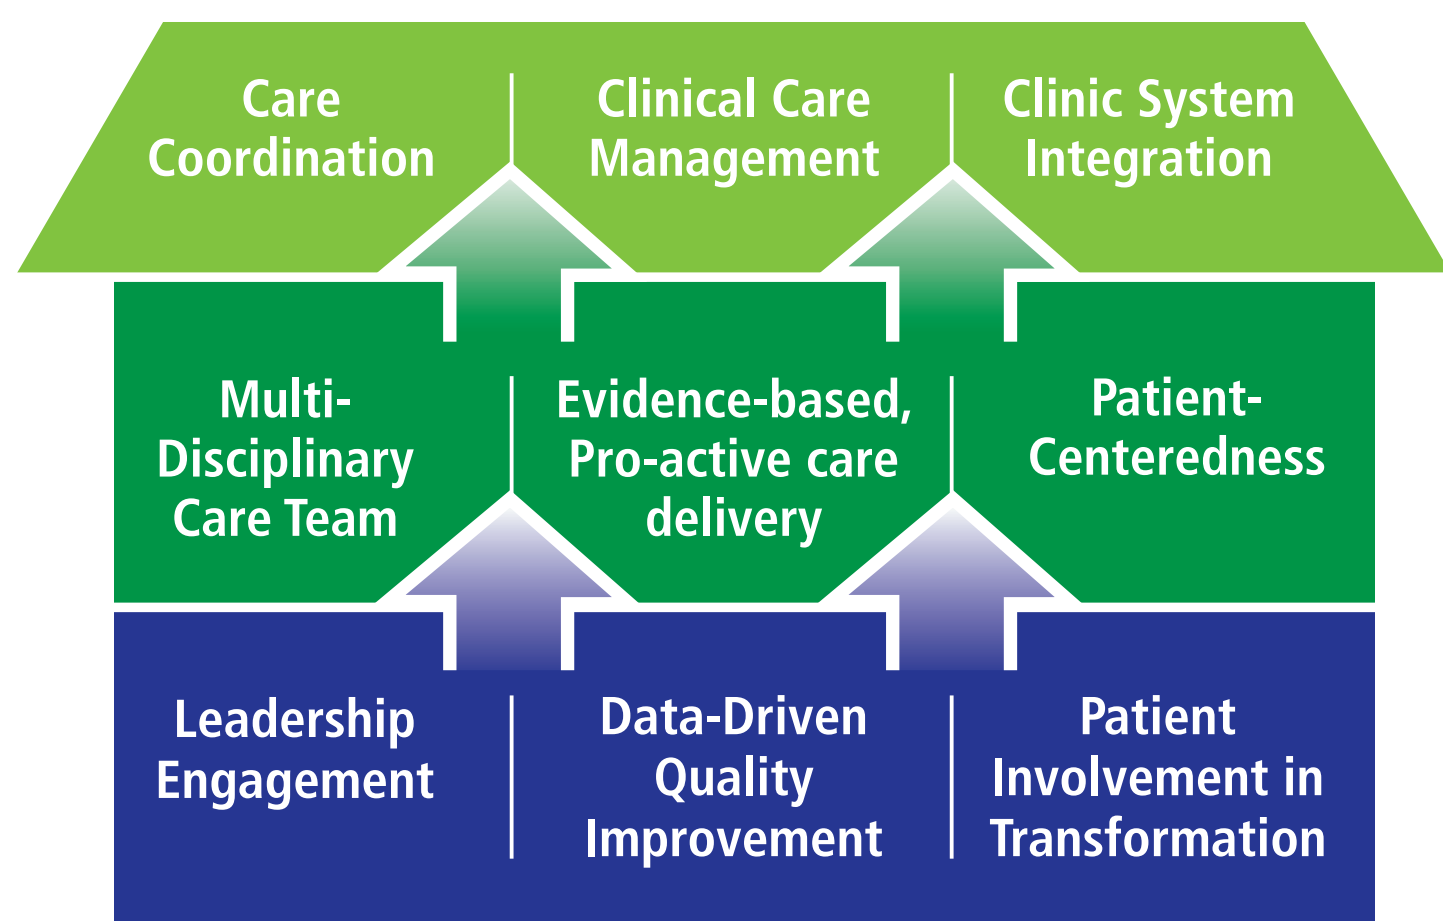 Care
Coordination
Clinical Care
Management
Clinic System
Integration
Multi-
Disciplinary
Care Team
Evidence-based,
Pro-active care
delivery
Patient-
Centeredness
Leadership
Engagement
Data-Driven
Quality
Improvement
Patient
Involvement in
Transformation